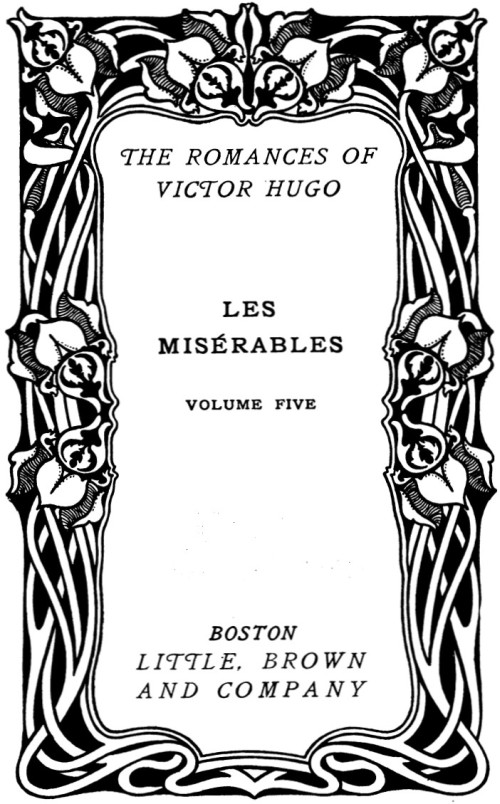 THE ROMANCES OF
VICTOR HUGO
LES
MISÉRABLES
VOLUME FIVE
BOSTON
LITTLE, BROWN
AND COMPANY